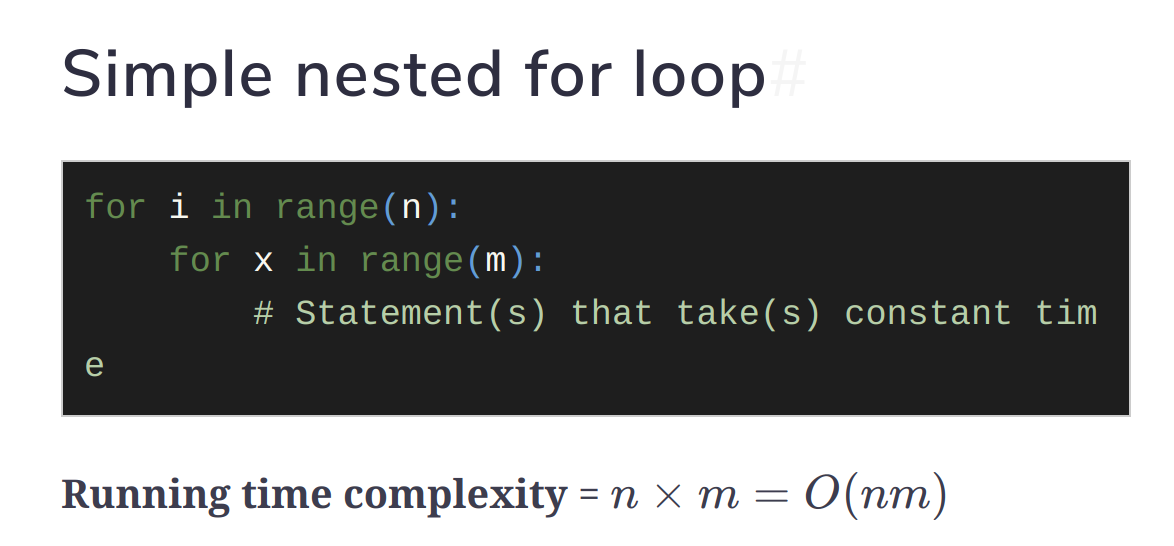 Simple nested for loop#
for i in range(n):
    for x in range(m):
        # Statement(s) that take(s) constant tim
e
Running time complexity = n × m = O(nm)